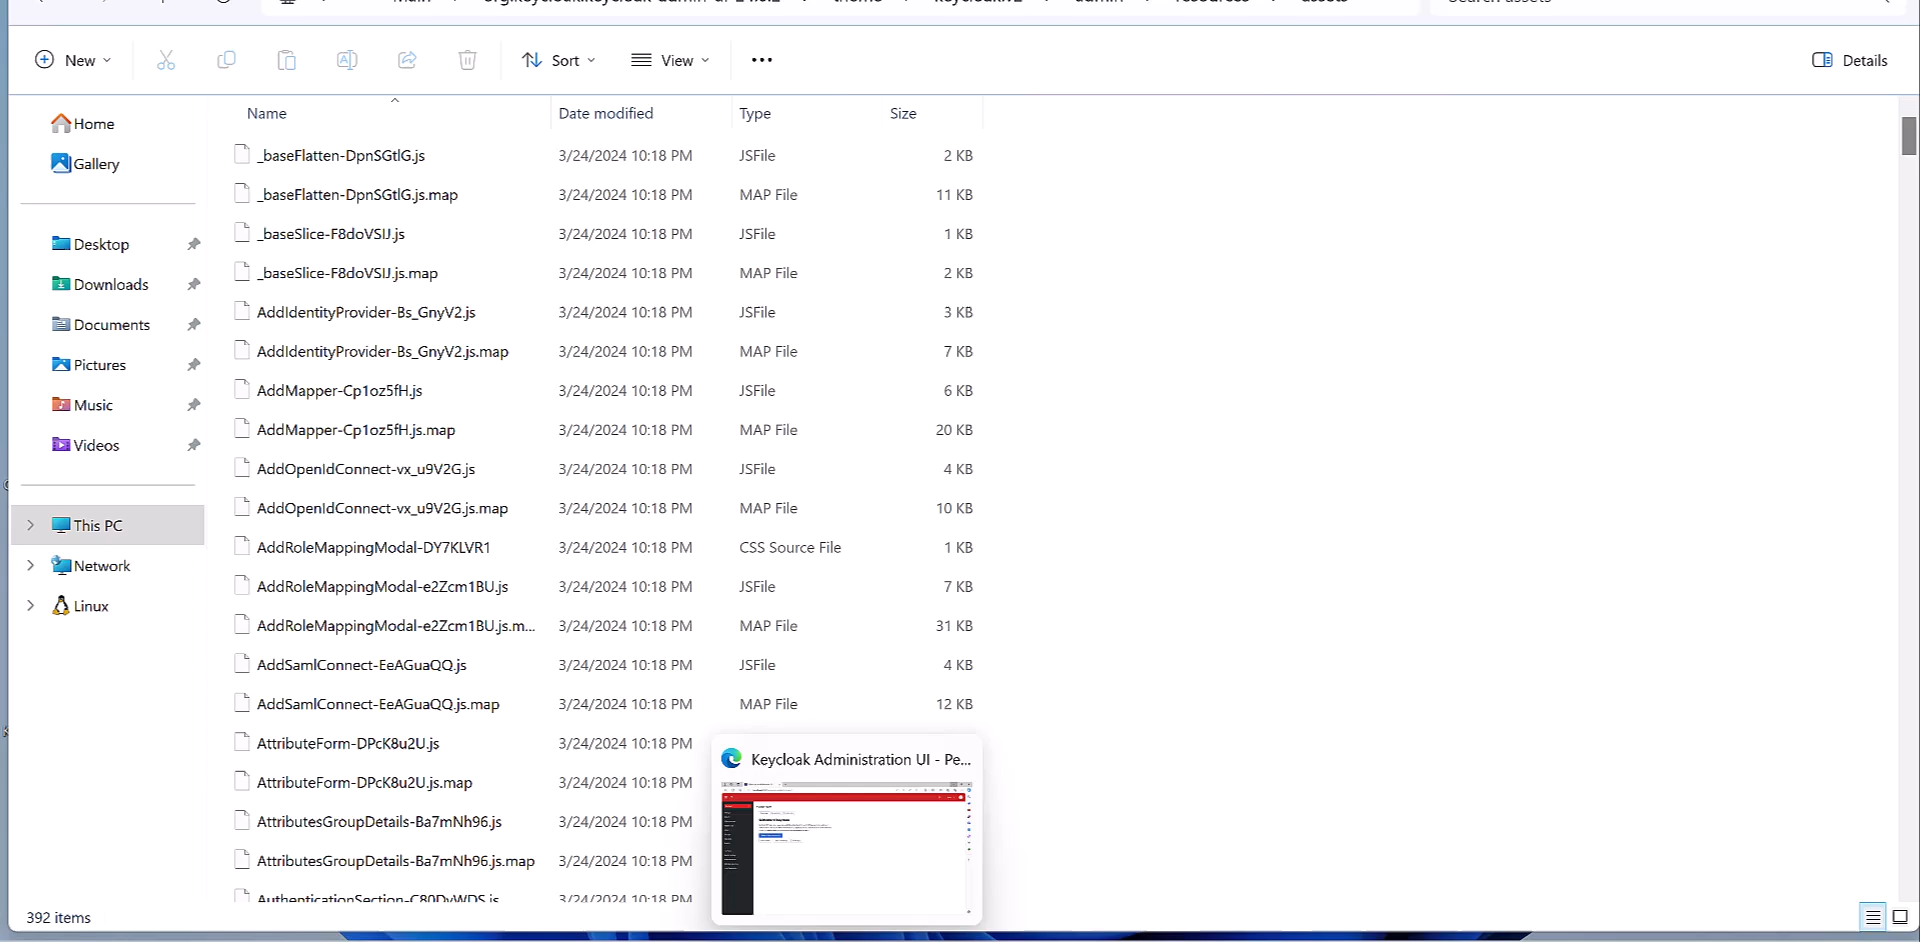 New
Sort
View
Details
Name
Date modified
Type
Size
Home
Gallery
Desktop
Downloads
Documents
Pictures
Music
Videos
This PC
Network
Linux
_baseFlatten-DpnSGtlG.js 3/24/2024 10:18 PM JSFile 2 KB
_baseFlatten-DpnSGtlG.js.map 3/24/2024 10:18 PM MAP File 11 KB
_baseSlice-F8doVSIJ.js 3/24/2024 10:18 PM JSFile 1 KB
_baseSlice-F8doVSIJ.js.map 3/24/2024 10:18 PM MAP File 2 KB
AddIdentityProvider-Bs_GnyV2.js 3/24/2024 10:18 PM JSFile 3 KB
AddIdentityProvider-Bs_GnyV2.js.map 3/24/2024 10:18 PM MAP File 7 KB
AddMapper-Cp1oz5fH.js 3/24/2024 10:18 PM JSFile 6 KB
AddMapper-Cp1oz5fH.js.map 3/24/2024 10:18 PM MAP File 20 KB
AddOpenIdConnect-vx_u9V2G.js 3/24/2024 10:18 PM JSFile 4 KB
AddOpenIdConnect-vx_u9V2G.js.map 3/24/2024 10:18 PM MAP File 10 KB
AddRoleMappingModal-DY7KLVR1 3/24/2024 10:18 PM CSS Source File 1 KB
AddRoleMappingModal-e2Zcm1BU.js 3/24/2024 10:18 PM JSFile 7 KB
AddRoleMappingModal-e2Zcm1BU.js.m... 3/24/2024 10:18 PM MAP File 31 KB
AddSamlConnect-EeAGuaQQ.js 3/24/2024 10:18 PM JSFile 4 KB
AddSamlConnect-EeAGuaQQ.js.map 3/24/2024 10:18 PM MAP File 12 KB
AttributeForm-DPcK8u2U.js 3/24/2024 10:18 PM
AttributeForm-DPcK8u2U.js.map 3/24/2024 10:18 PM
AttributesGroupDetails-Ba7mNh96.js 3/24/2024 10:18 PM
AttributesGroupDetails-Ba7mNh96.js.map 3/24/2024 10:18 PM
3/24/2024 10:18 PM
Keycloak Administration UI - Pe...
392 items